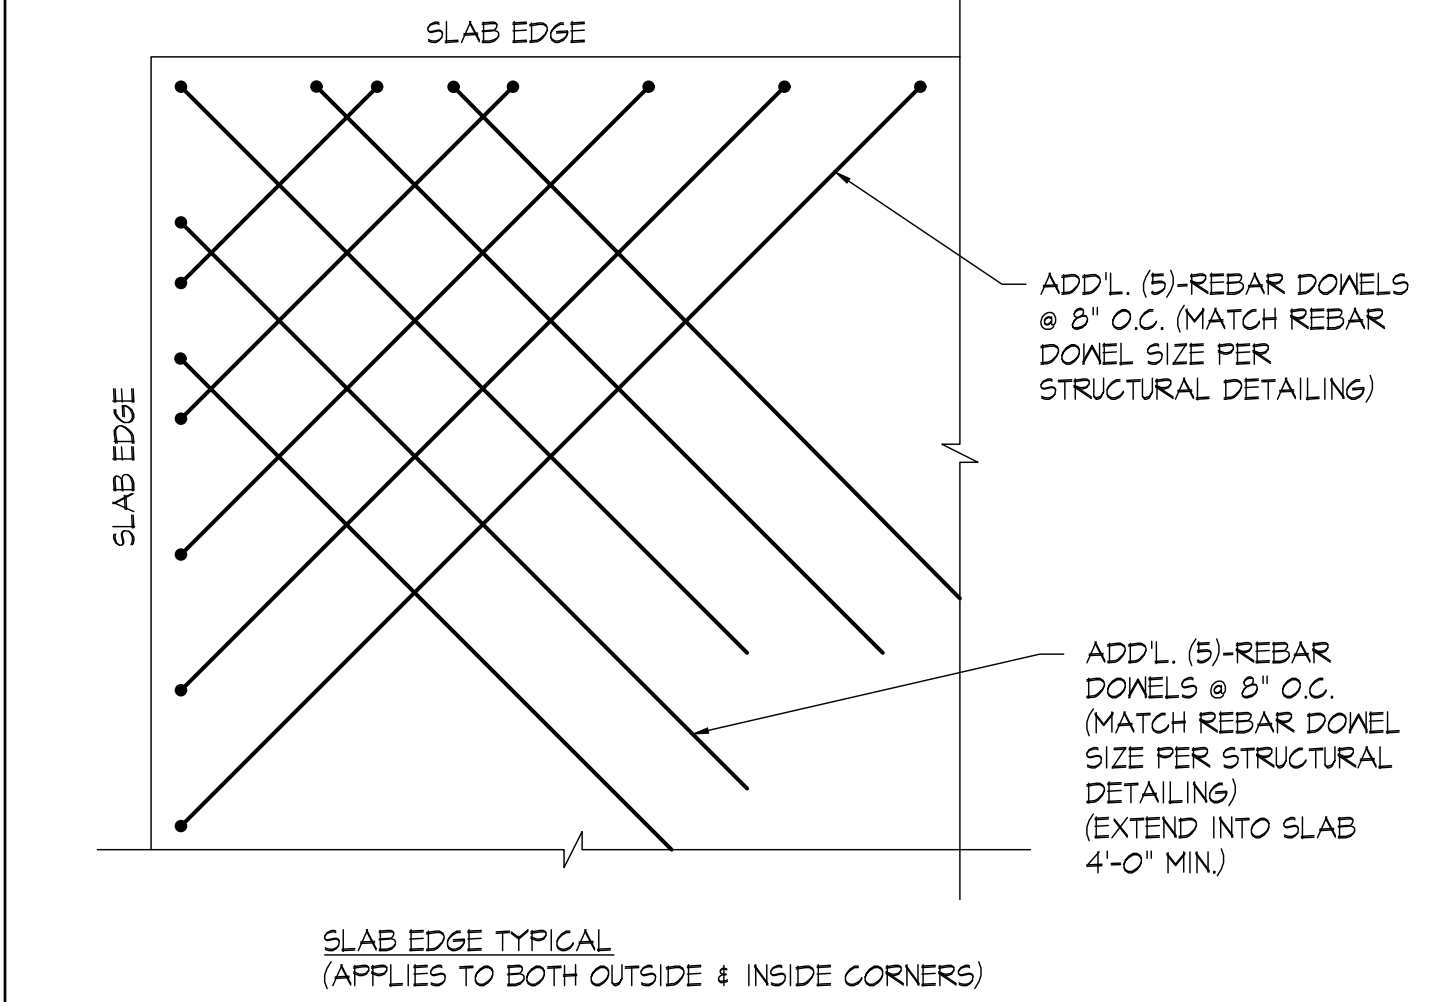 SLAB EDGE
SLAB EDGE
ADD'L. (5)-REBAR DOWELS
@ 8" O.C. (MATCH REBAR
DOWEL SIZE PER
STRUCTURAL DETAILING)
ADD'L. (5)-REBAR
DOWELS @ 8" O.C.
(MATCH REBAR DOWEL
SIZE PER STRUCTURAL
DETAILING)
(EXTEND INTO SLAB
4'-0" MIN.)
SLAB EDGE TYPICAL
(APPLIES TO BOTH OUTSIDE & INSIDE CORNERS)